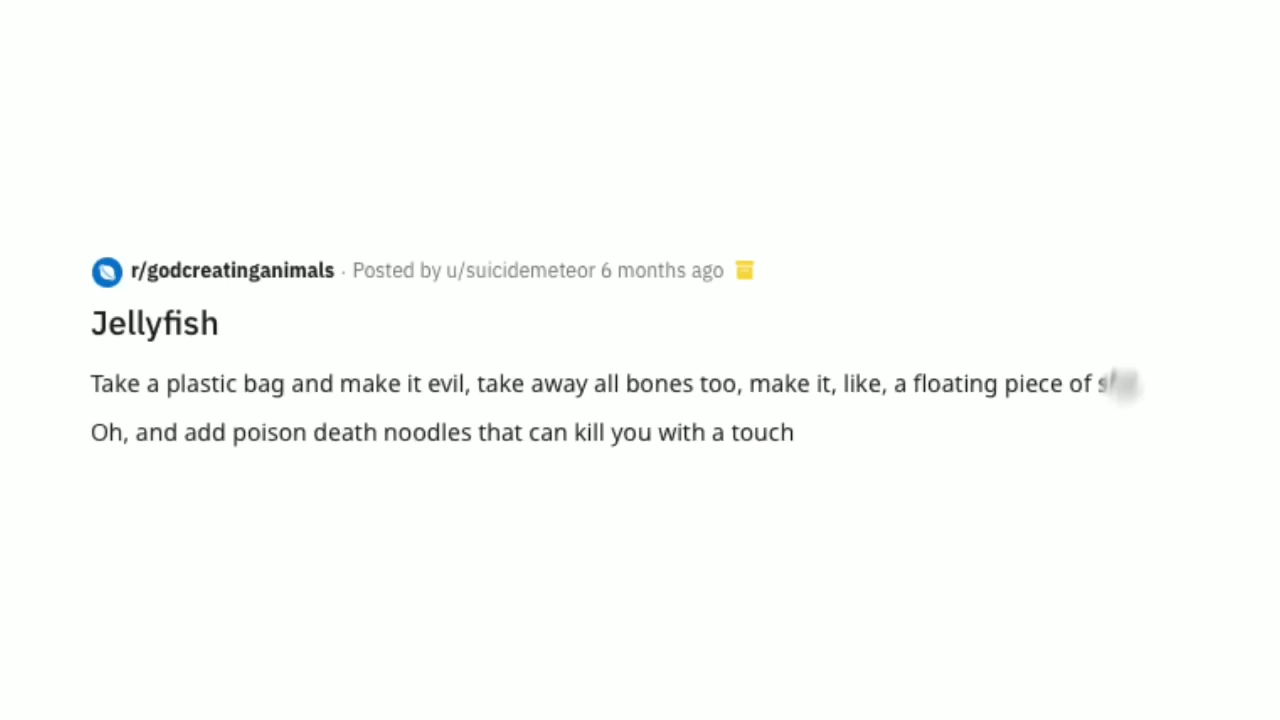 r/godcreatinganimals · Posted by u/suicidemeteor 6 months ago
Jellyfish
Take a plastic bag and make it evil, take away all bones too, make it, like, a floating piece of
Oh, and add poison death noodles that can kill you with a touch